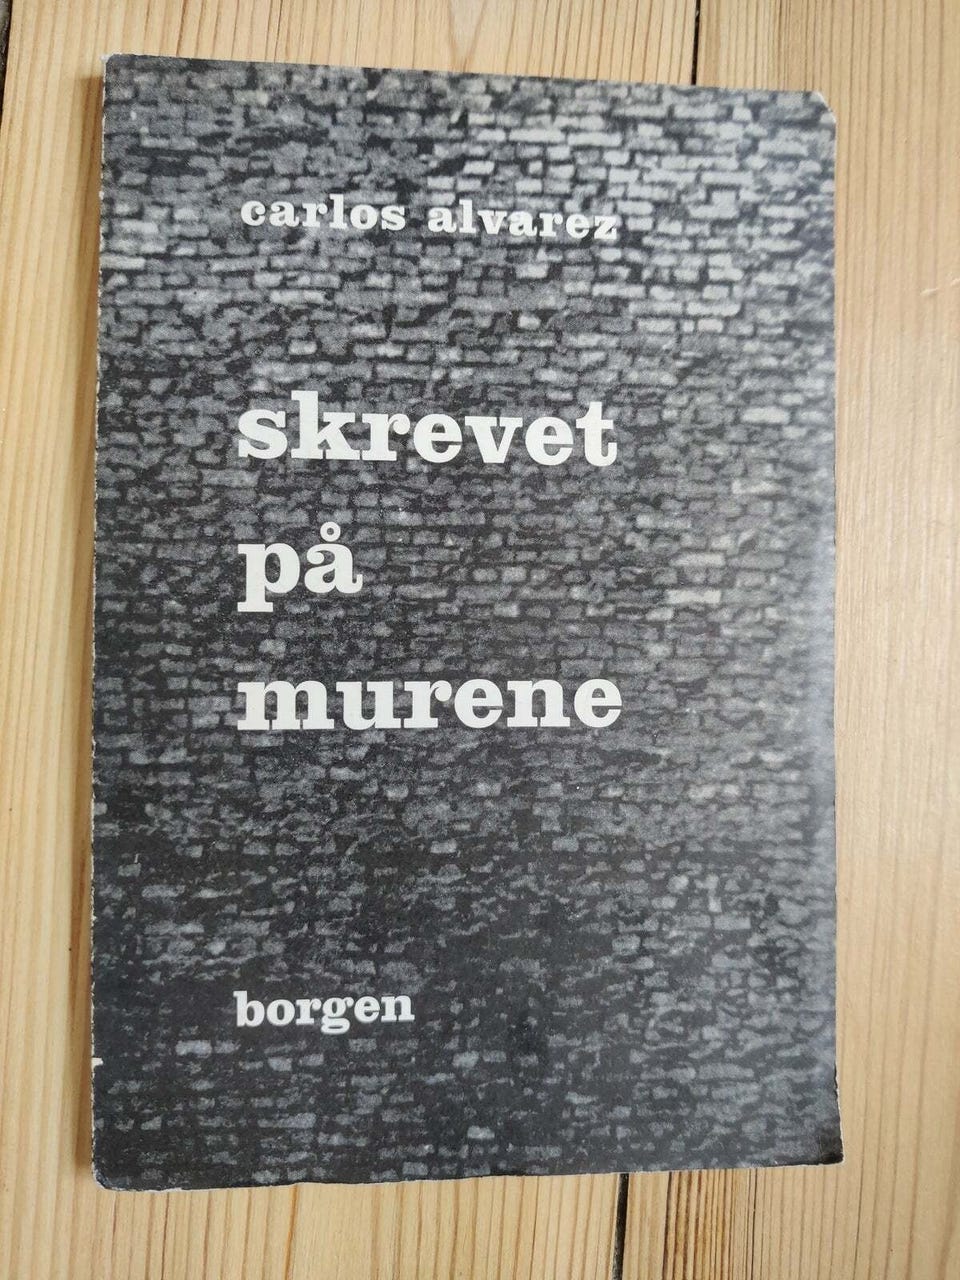 carlos alvarez
skrevet
på
murene
borgen